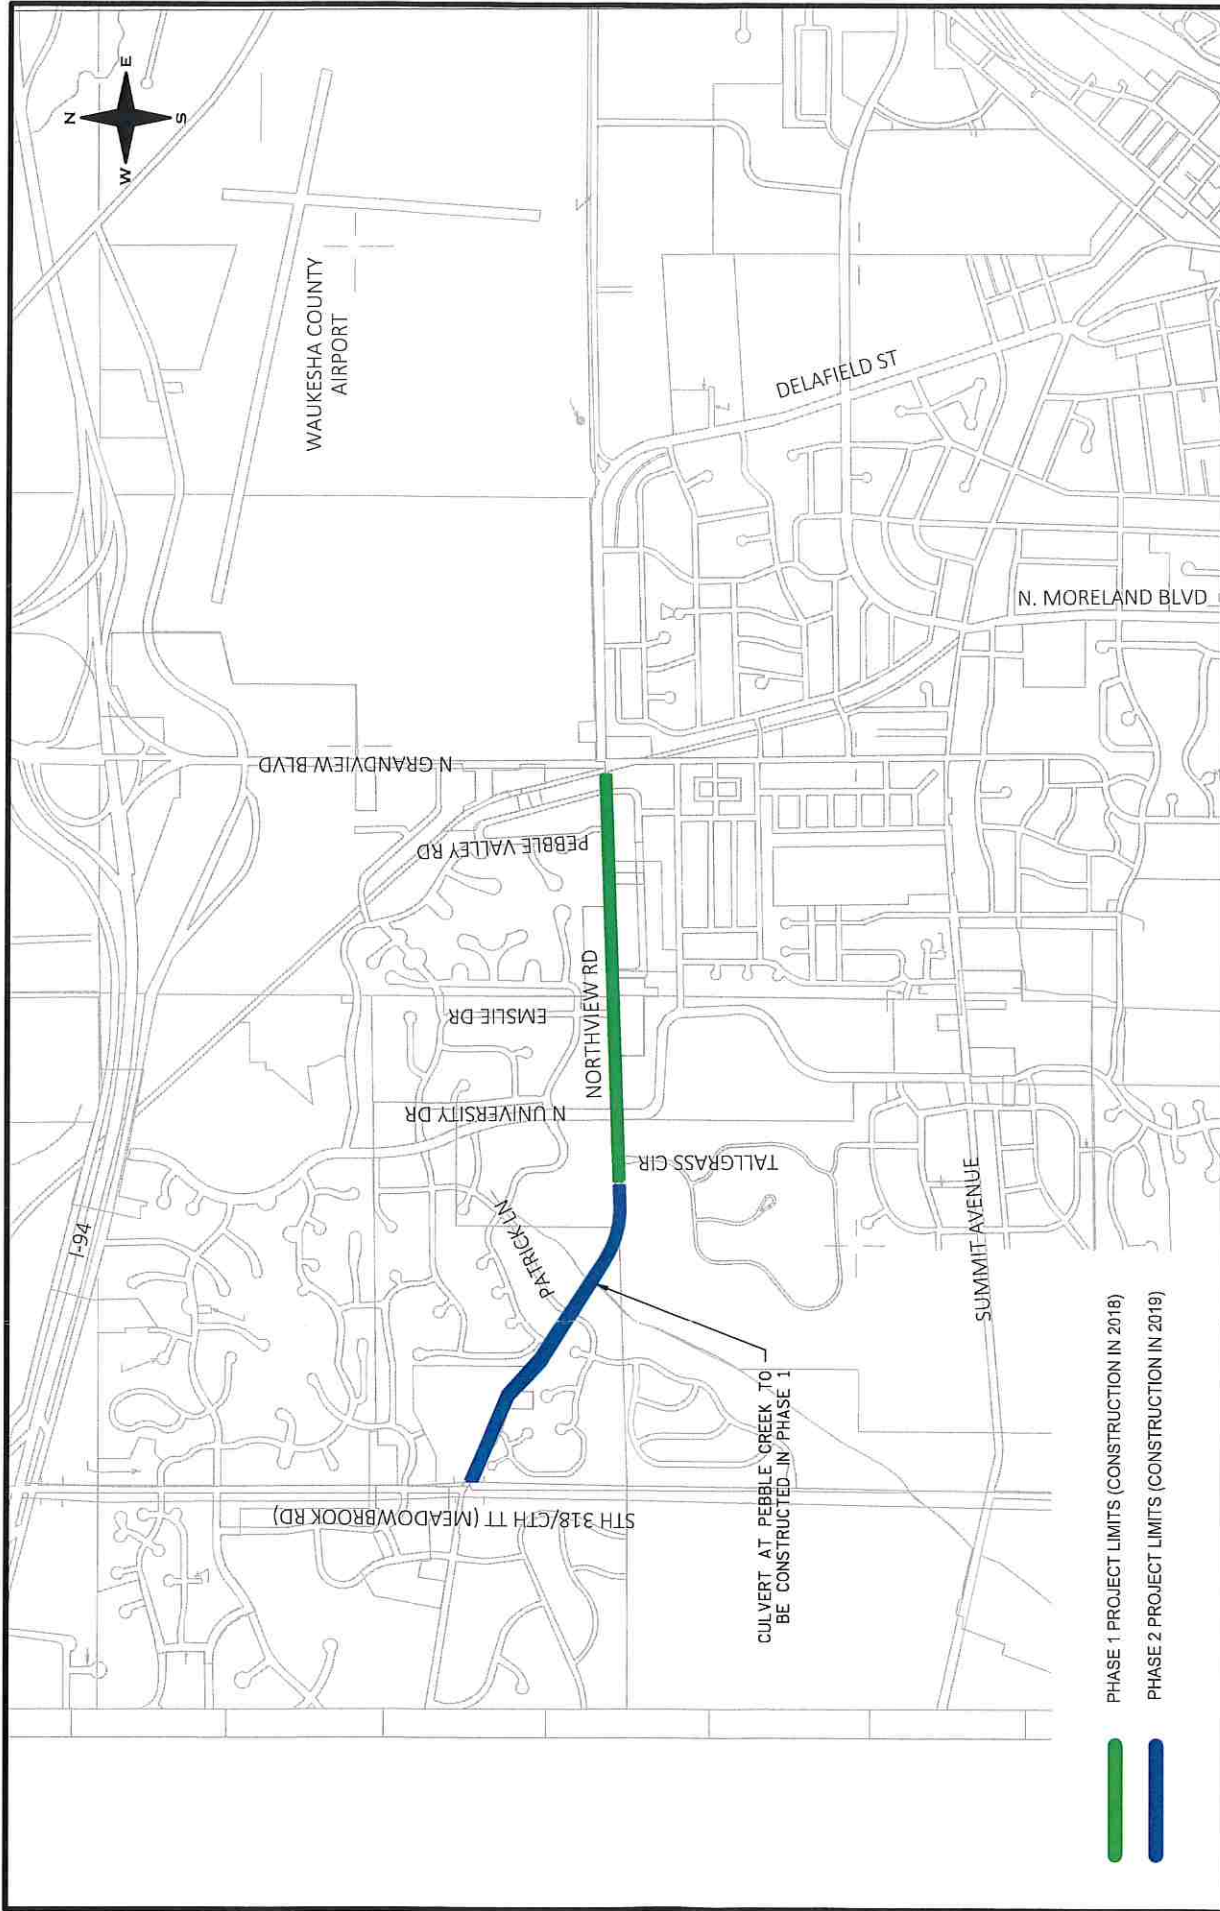 N
E
W
S
WAUKESHA COUNTY
AIRPORT
DELAFIELD ST
N. MORELAND BLVD
N GRANDVIEW BLVD
PEBBLE VALLEY RD
NORTHVIEW RD
EMSLIE DR
N UNIVERSITY DR
TALLGRASS CIR
PATRICK LN
I-94
SUMMIT AVENUE
STH 318/CTH TT (MEADOWBROOK RD)
CULVERT AT PEBBLE CREEK TO
BE CONSTRUCTED IN PHASE 1
PHASE 1 PROJECT LIMITS (CONSTRUCTION IN 2018)
PHASE 2 PROJECT LIMITS (CONSTRUCTION IN 2019)